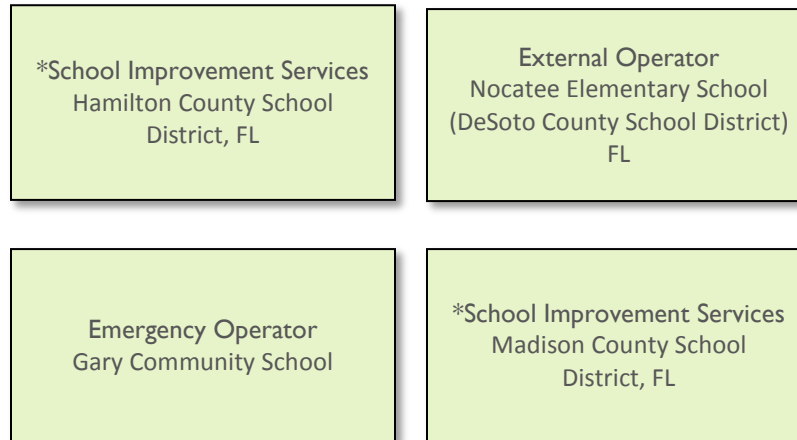 *School Improvement Services
Hamilton County School
District, FL
External Operator
Nocatee Elementary School
(DeSoto County School District)
FL
Emergency Operator
Gary Community School
*School Improvement Services
Madison County School
District, FL